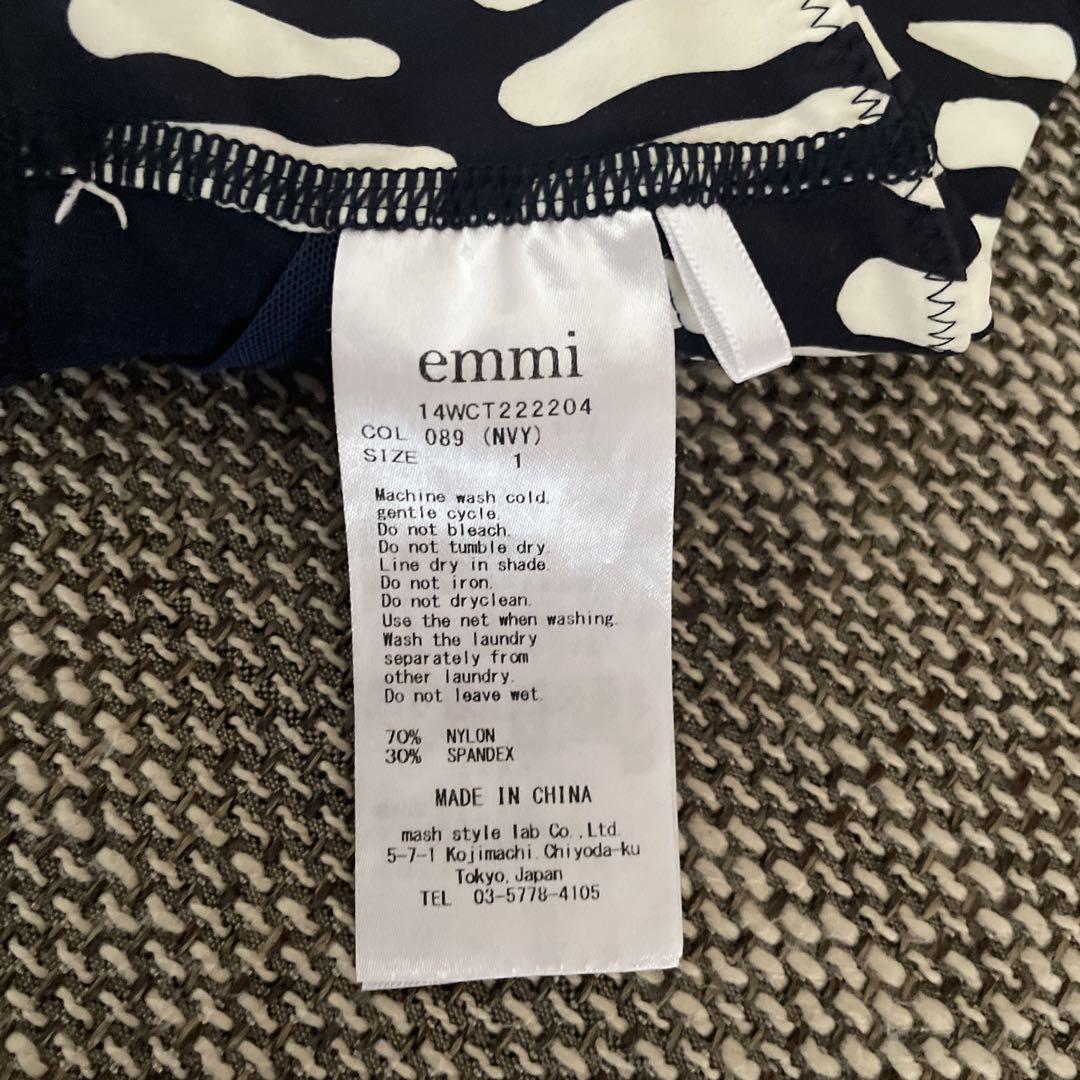 emmi
14WCT222204
COL 089 (NVY)
SIZE 1
Machine wash cold.
gentle cycle.
Do not bleach.
Do not tumble dry.
Line dry in shade.
Do not iron.
Do not dryclean.
Use the net when washing.
Wash the laundry
separately from
other laundry.
Do not leave wet.
70% NYLON
30% SPANDEX
MADE IN CHINA
mash style lab Co.,Ltd.
5-7-1 Kojimachi.Chiyoda-ku
Tokyo,Japan
TEL 03-5778-4105